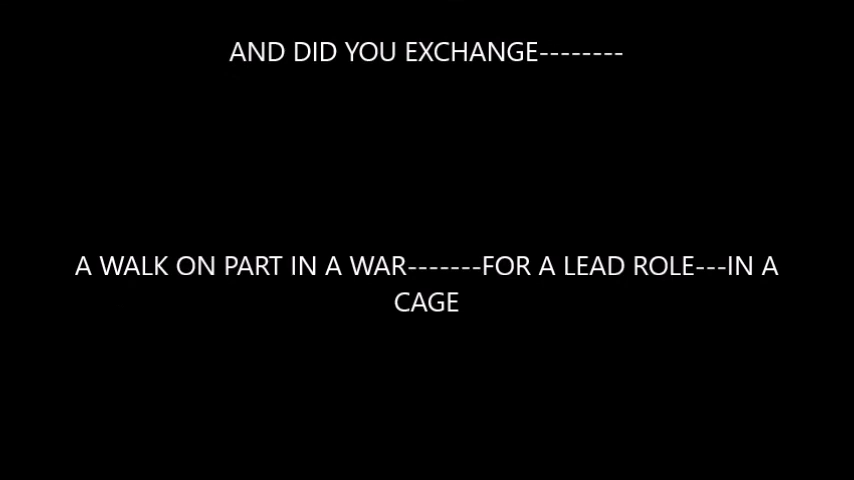 AND DID YOU EXCHANGE--------
A WALK ON PART IN A WAR-------FOR A LEAD ROLE---IN A
CAGE